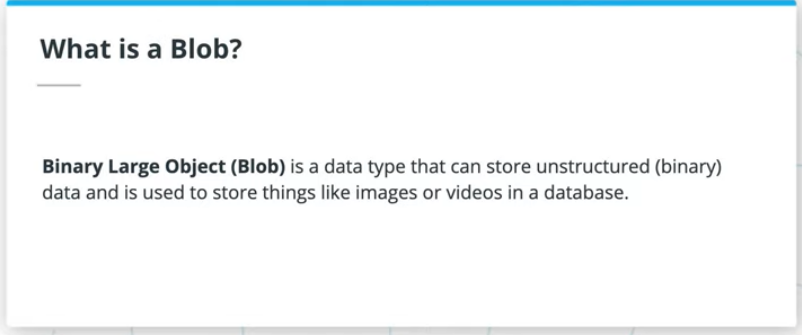 What is a Blob?
Binary Large Object (Blob) is a data type that can store unstructured (binary)
data and is used to store things like images or videos in a database.